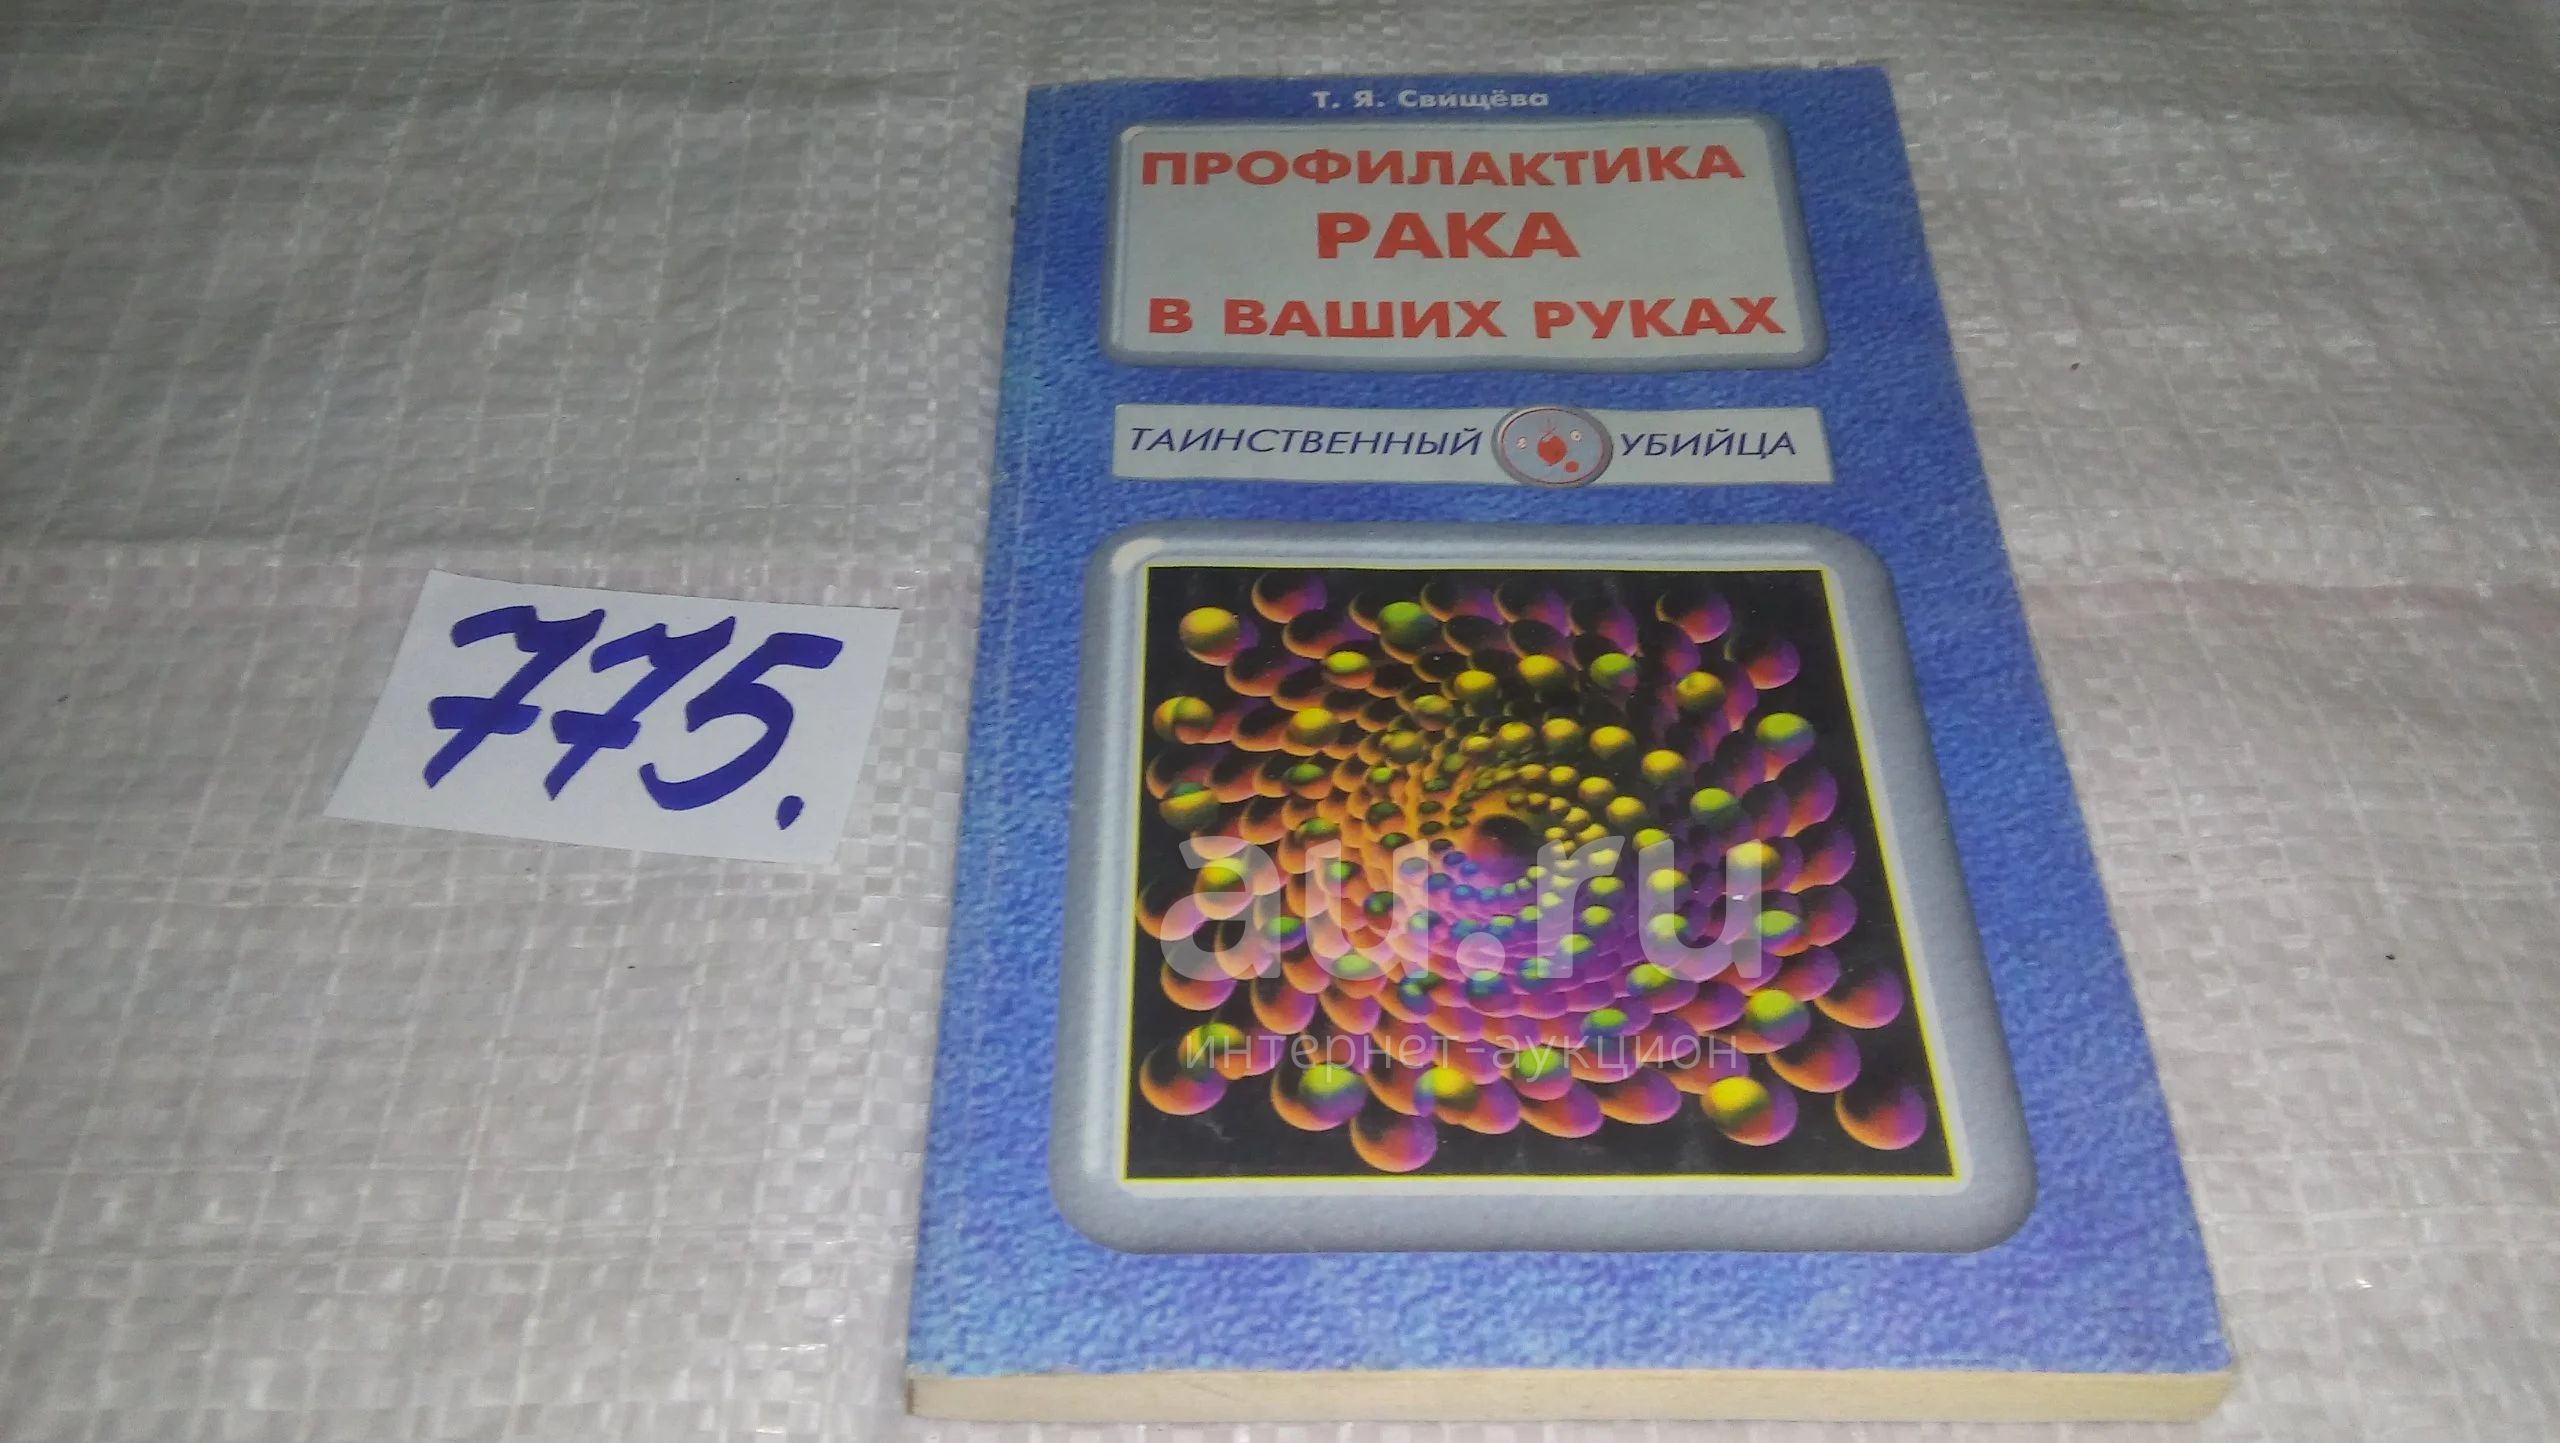 Т. Я. Свищёва
ПРОФИЛАКТИКА
РАКА
В ВАШИХ РУКАХ
ТАИНСТВЕННЫЙ УБИЙЦА
775.
au.ru
интернет-аукцион